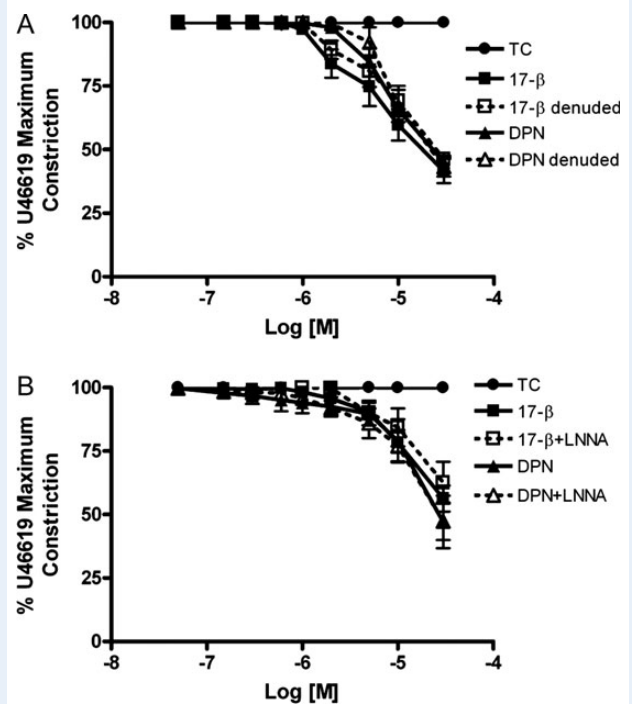 A
% U46619 Maximum
Constriction
100
75
50
25
0
-8 -7 -6 -5 -4
Log [M]
TC
17-β
17-β denuded
DPN
DPN denuded
B
% U46619 Maximum
Constriction
100
75
50
25
0
-8 -7 -6 -5 -4
Log [M]
TC
17-β
17-β+LNNA
DPN
DPN+LNNA